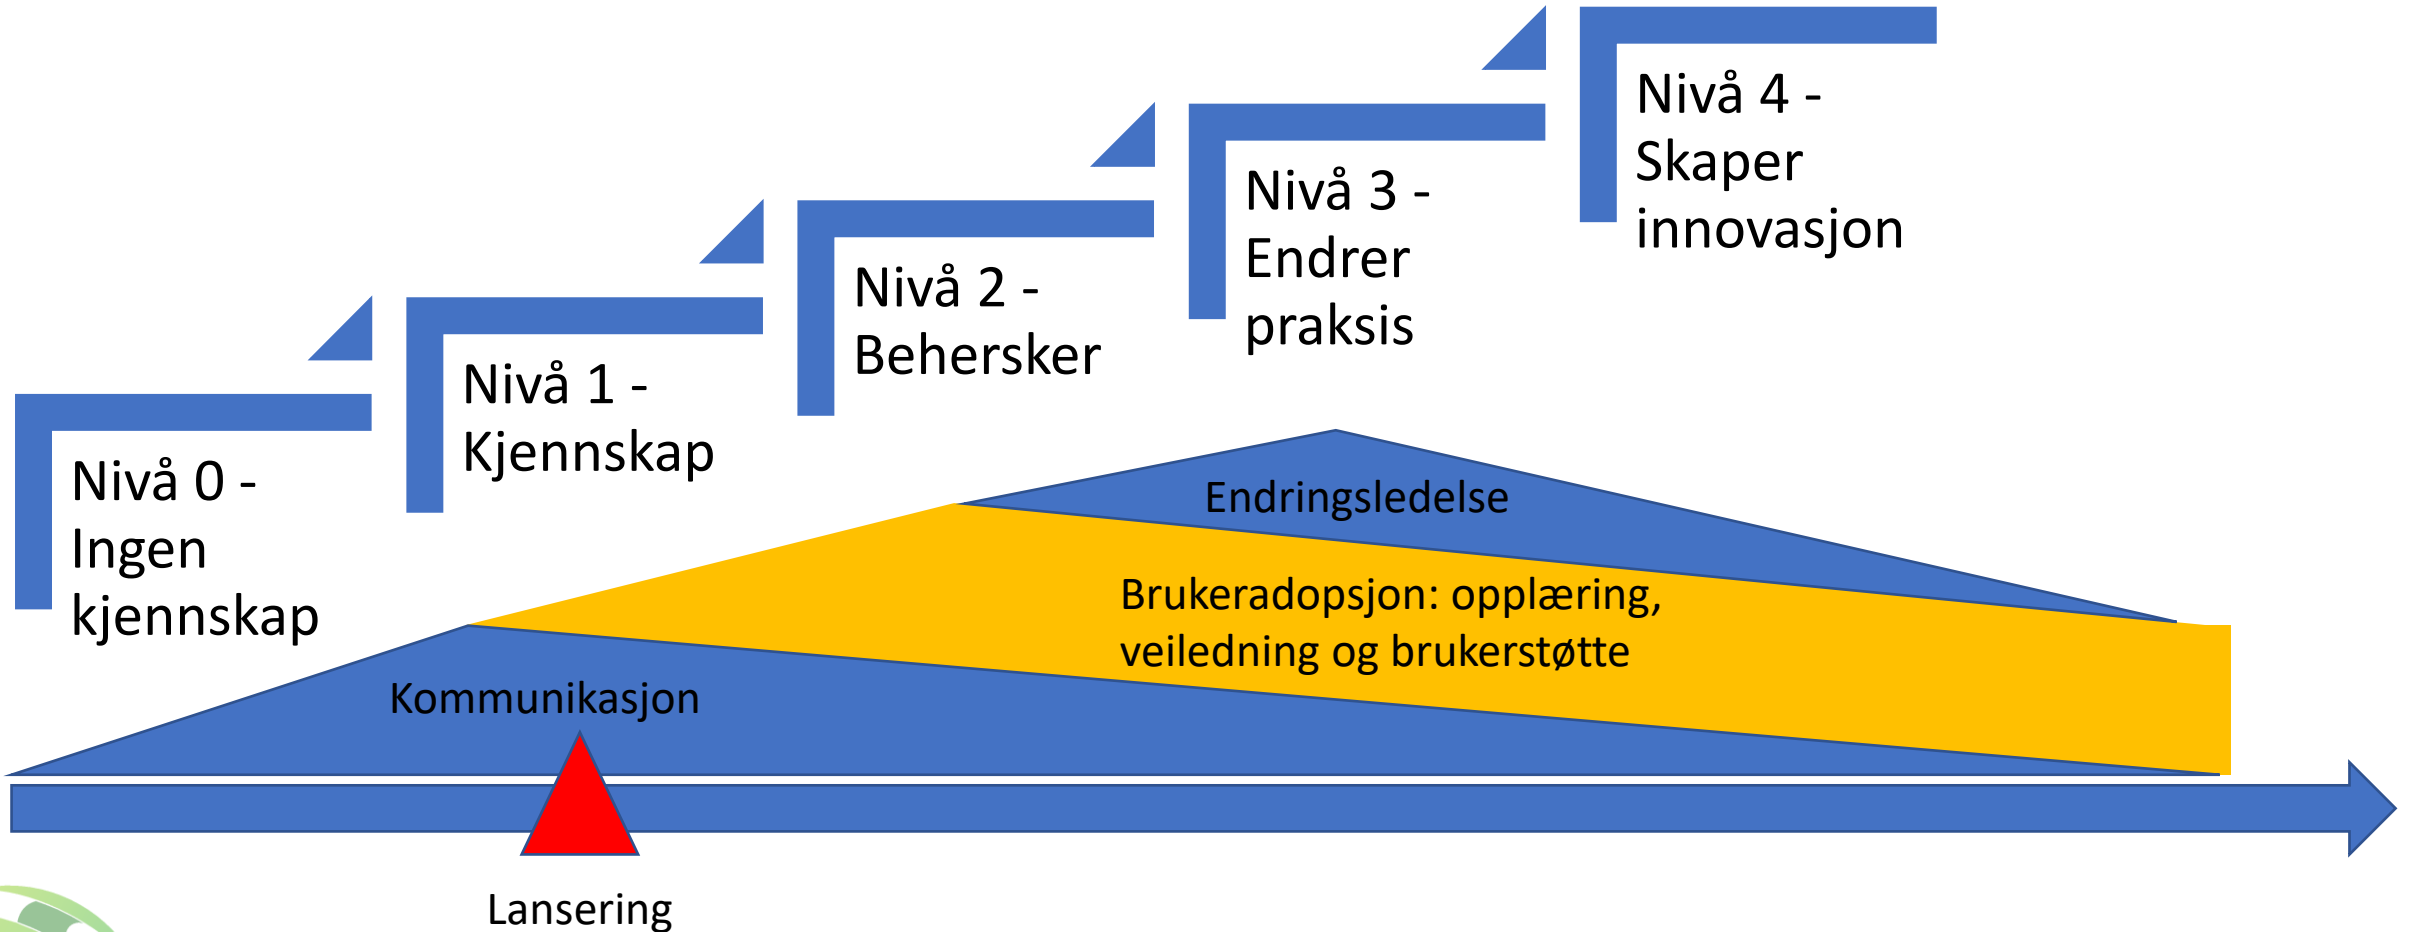 Nivå 0 -
Ingen
kjennskap
Nivå 1 -
Kjennskap
Nivå 2 -
Behersker
Nivå 3 -
Endrer
praksis
Nivå 4 -
Skaper
innovasjon
Endringsledelse
Brukeradopsjon: opplæring,
veiledning og brukerstøtte
Kommunikasjon
Lansering